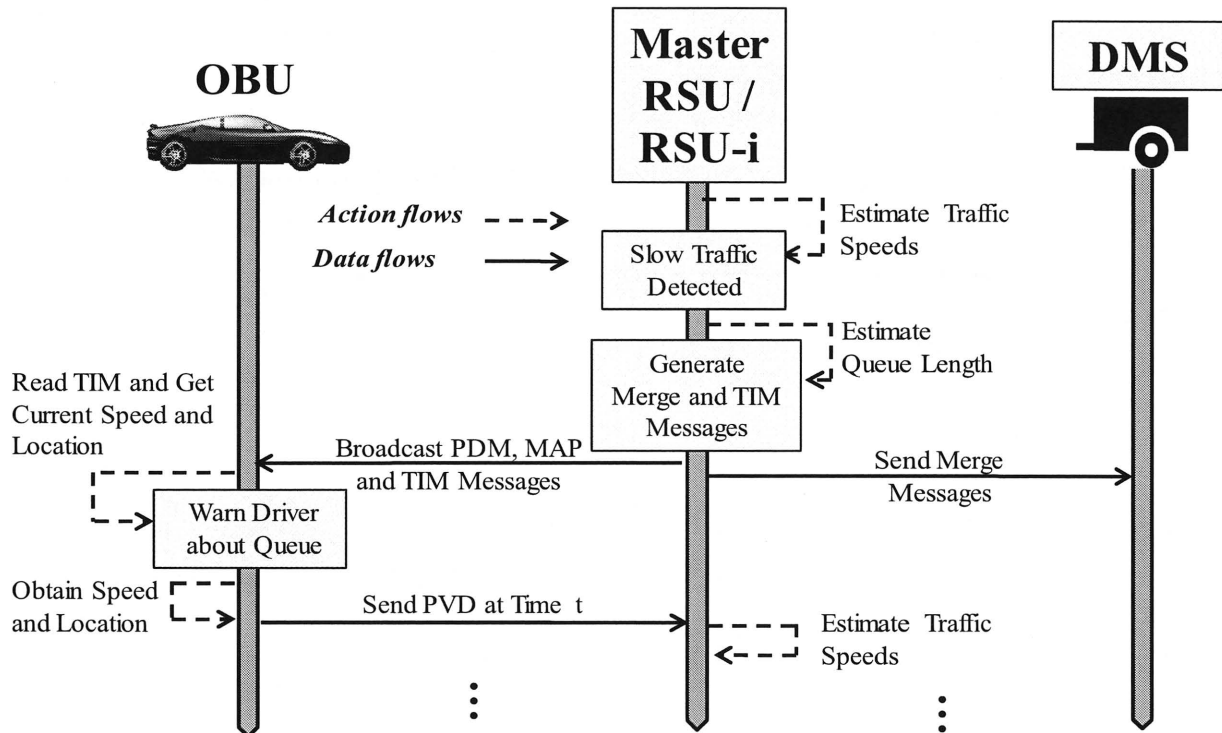 OBU
Master
RSU /
RSU-i
DMS
Action flows
Data flows
Estimate Traffic
Speeds
Slow Traffic
Detected
Estimate
Queue Length
Generate
Merge and TIM
Messages
Read TIM and Get
Current Speed and
Location
Broadcast PDM, MAP
and TIM Messages
Send Merge
Messages
Warn Driver
about Queue
Obtain Speed
and Location
Send PVD at Time t
Estimate Traffic
Speeds